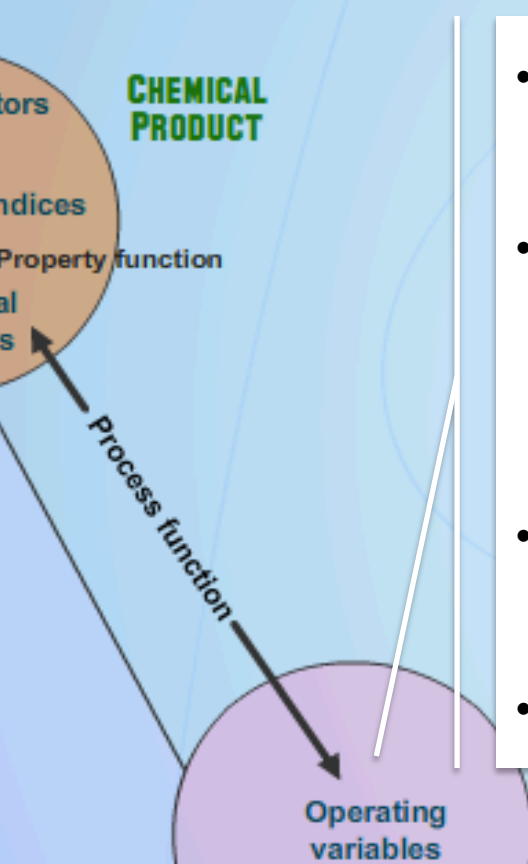 CHEMICAL
PRODUCT
tors
ndices
Property function
al
s
Process function
Operating
variables